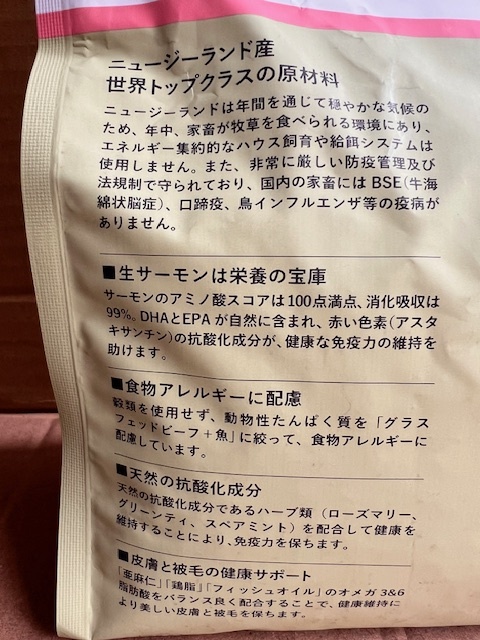 ニュージーランド産
世界トップクラスの原材料
ニュージーランドは年間を通じて穏やかな気候の
ため、年中、家畜が牧草を食べられる環境にあり、
エネルギー集約的なハウス飼育や給餌システムは
使用しません。また、非常に厳しい防疫管理及び
法規制で守られており、国内の家畜には BSE(牛海
綿状脳症)、口蹄疫、鳥インフルエンザ等の疫病が
ありません。
■生サーモンは栄養の宝庫
サーモンのアミノ酸スコアは100点満点、消化吸収は
99%。DHAとEPAが自然に含まれ、赤い色素(アスタ
キサンチン)の抗酸化成分が、健康な免疫力の維持を
助けます。
■食物アレルギーに配慮
穀類を使用せず、動物性たんぱく質を「グラス
フェッドビーフ+魚」に絞って、食物アレルギーに
配慮しています。
■天然の抗酸化成分
天然の抗酸化成分であるハーブ類(ローズマリー、
グリーンティ、スペアミント)を配合して健康を
維持することにより、免疫力を保ちます。
■皮膚と被毛の健康サポート
「亜麻仁」「鶏脂」「フィッシュオイル」のオメガ3&6
脂肪酸をバランス良く配合することで、健康維持に
より美しい皮膚と被毛を保ちます。